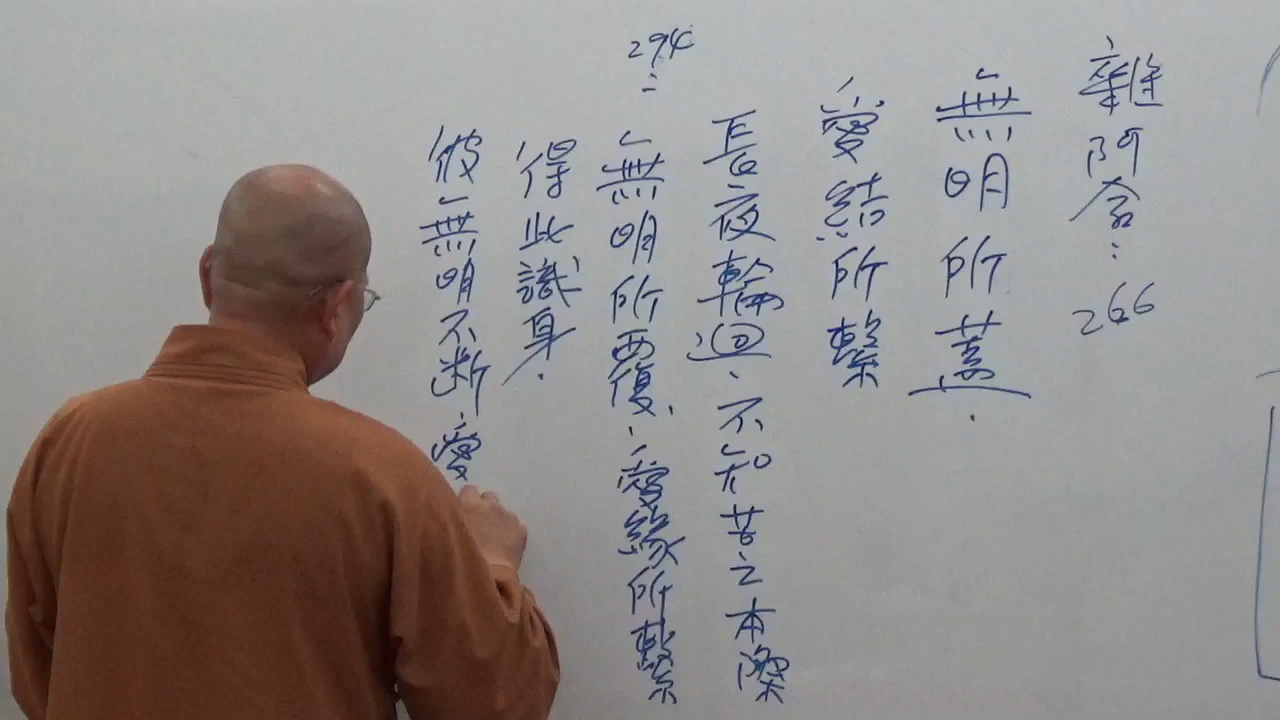 雜阿含：266
無明所蓋．
愛結所繫
長夜輪迴、不知苦之本際
294：
無明所覆、愛緣所繫
得此識身．
彼無明不斷、愛